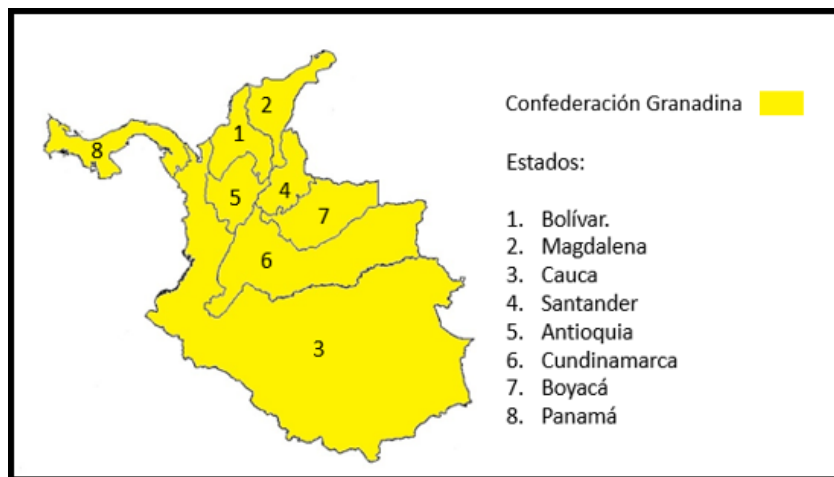 2
1
8
5
4
7
6
3
Confederación Granadina
Estados:
1. Bolívar.
2. Magdalena
3. Cauca
4. Santander
5. Antioquia
6. Cundinamarca
7. Boyacá
8. Panamá